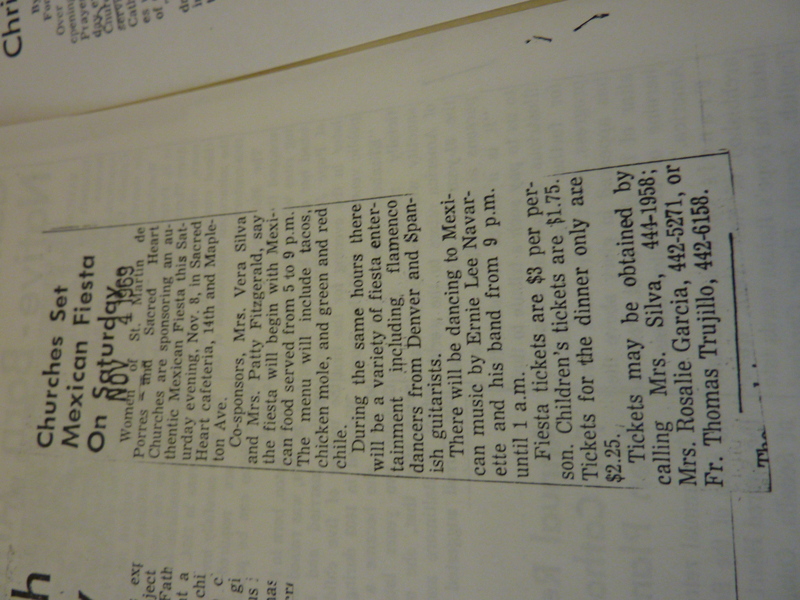 Churches Set
Mexican Fiesta
On Saturday
NOV 4 1969
Women of St. Martin de
Porres and Sacred Heart
Churches are sponsoring an au-
thentic Mexican Fiesta this Sat-
urday evening, Nov. 8, in Sacred
Heart cafeteria, 14th and Maple-
ton Ave.
Co-sponsors, Mrs. Vera Silva
and Mrs. Patty Fitzgerald, say
the fiesta will begin with Mexi-
can food served from 5 to 9 p.m.
The menu will include tacos,
chicken mole, and green and red
chile.
During the same hours there
will be a variety of fiesta enter-
tainment including, flamenco
dancers from Denver and Span-
ish guitarists.
There will be dancing to Mexi-
can music by Ernie Lee Navar-
ette and his band from 9 p.m.
until 1 a.m.
Fiesta tickets are $3 per per-
son. Children's tickets are $1.75.
Tickets for the dinner only are
$2.25.
Tickets may be obtained by
calling Mrs. Silva, 444-1958;
Mrs. Rosalie Garcia, 442-5271, or
Fr. Thomas Trujillo, 442-6158.